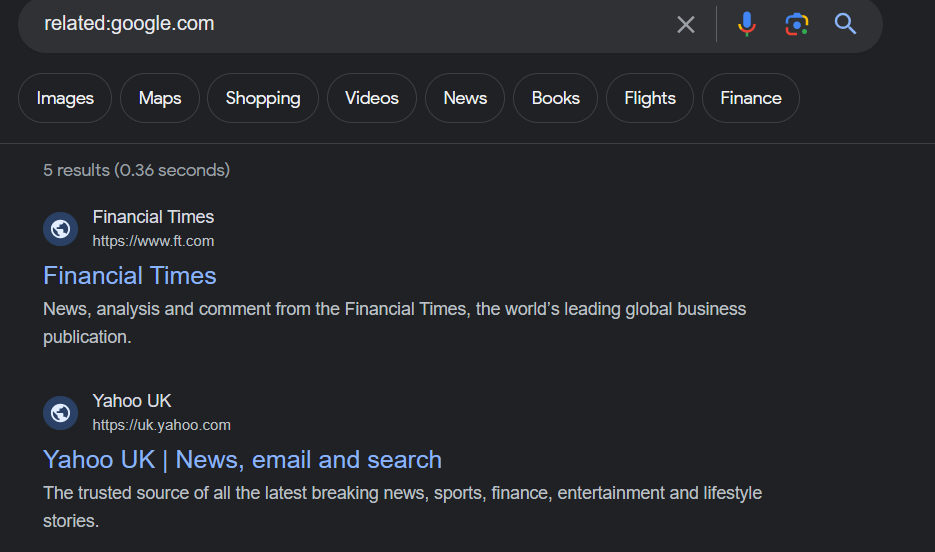 related:google.com
Images Maps Shopping Videos News Books Flights Finance
5 results (0.36 seconds)
Financial Times
https://www.ft.com
Financial Times
News, analysis and comment from the Financial Times, the world’s leading global business
publication.
Yahoo UK
https://uk.yahoo.com
Yahoo UK | News, email and search
The trusted source of all the latest breaking news, sports, finance, entertainment and lifestyle
stories.